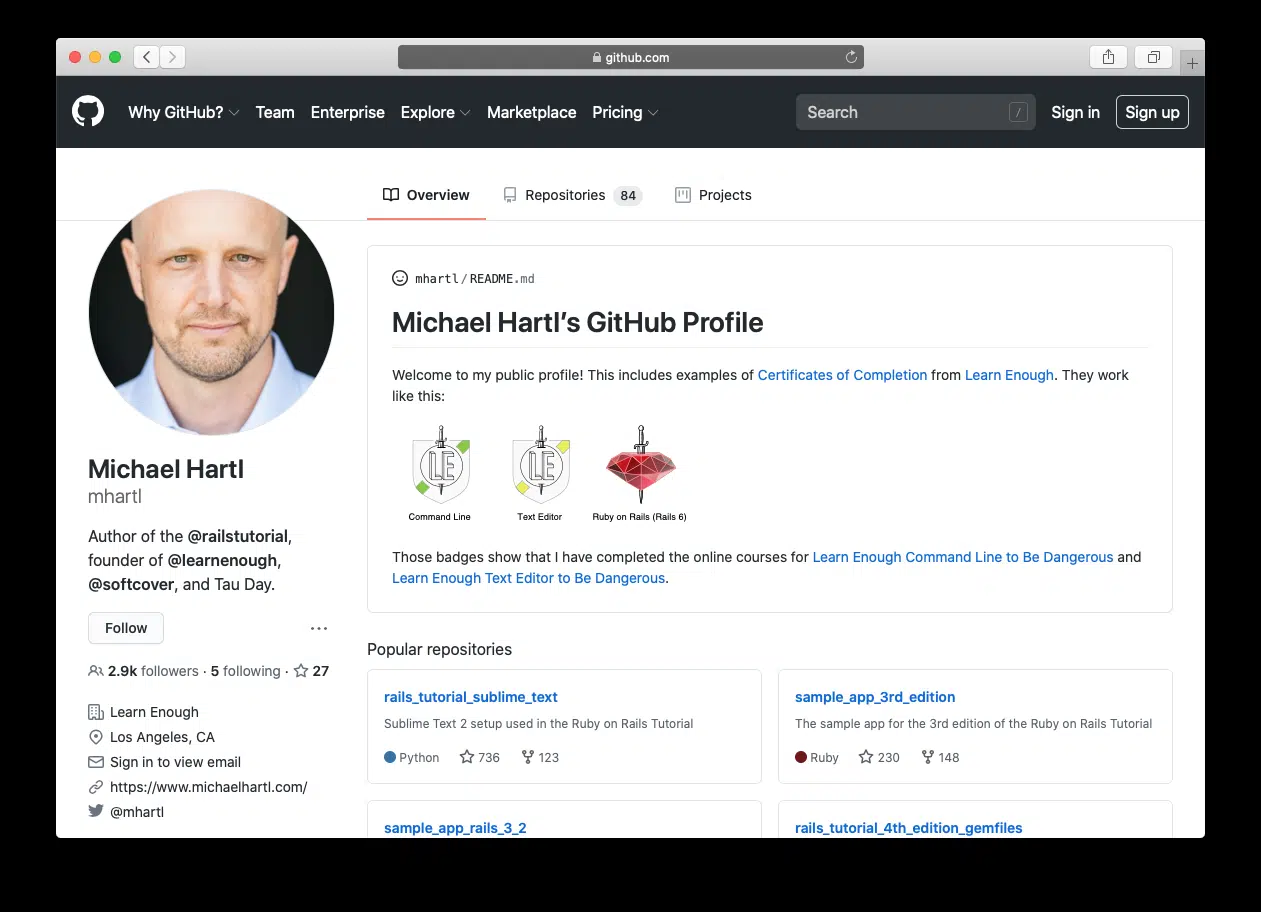 github.com
Why GitHub? Team Enterprise Explore Marketplace Pricing Search / Sign in Sign up
Overview Repositories 84 Projects
mhartl/README.md
Michael Hartl’s GitHub Profile
Welcome to my public profile! This includes examples of Certificates of Completion from Learn Enough. They work
like this:
LE LE
Command Line Text Editor Ruby on Rails (Rails 6)
Those badges show that I have completed the online courses for Learn Enough Command Line to Be Dangerous and
Learn Enough Text Editor to Be Dangerous.
Michael Hartl
mhartl
Author of the @railstutorial,
founder of @learnenough,
@softcover, and Tau Day.
Follow
2.9k followers · 5 following · 27
Learn Enough
Los Angeles, CA
Sign in to view email
https://www.michaelhartl.com/
@mhartl
Popular repositories
rails_tutorial_sublime_text
Sublime Text 2 setup used in the Ruby on Rails Tutorial
Python 736 123
sample_app_3rd_edition
The sample app for the 3rd edition of the Ruby on Rails Tutorial
Ruby 230 148
sample_app_rails_3_2
rails_tutorial_4th_edition_gemfiles